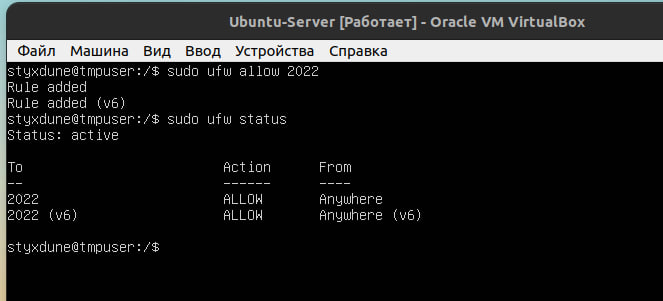 Ubuntu-Server [Работает] - Oracle VM VirtualBox
Файл Машина Вид Ввод Устройства Справка
styxdune@tmpuser:/$ sudo ufw allow 2022
Rule added
Rule added (v6)
styxdune@tmpuser:/$ sudo ufw status
Status: active
To Action From
-- ------ ----
2022 ALLOW Anywhere
2022 (v6) ALLOW Anywhere (v6)
styxdune@tmpuser:/$